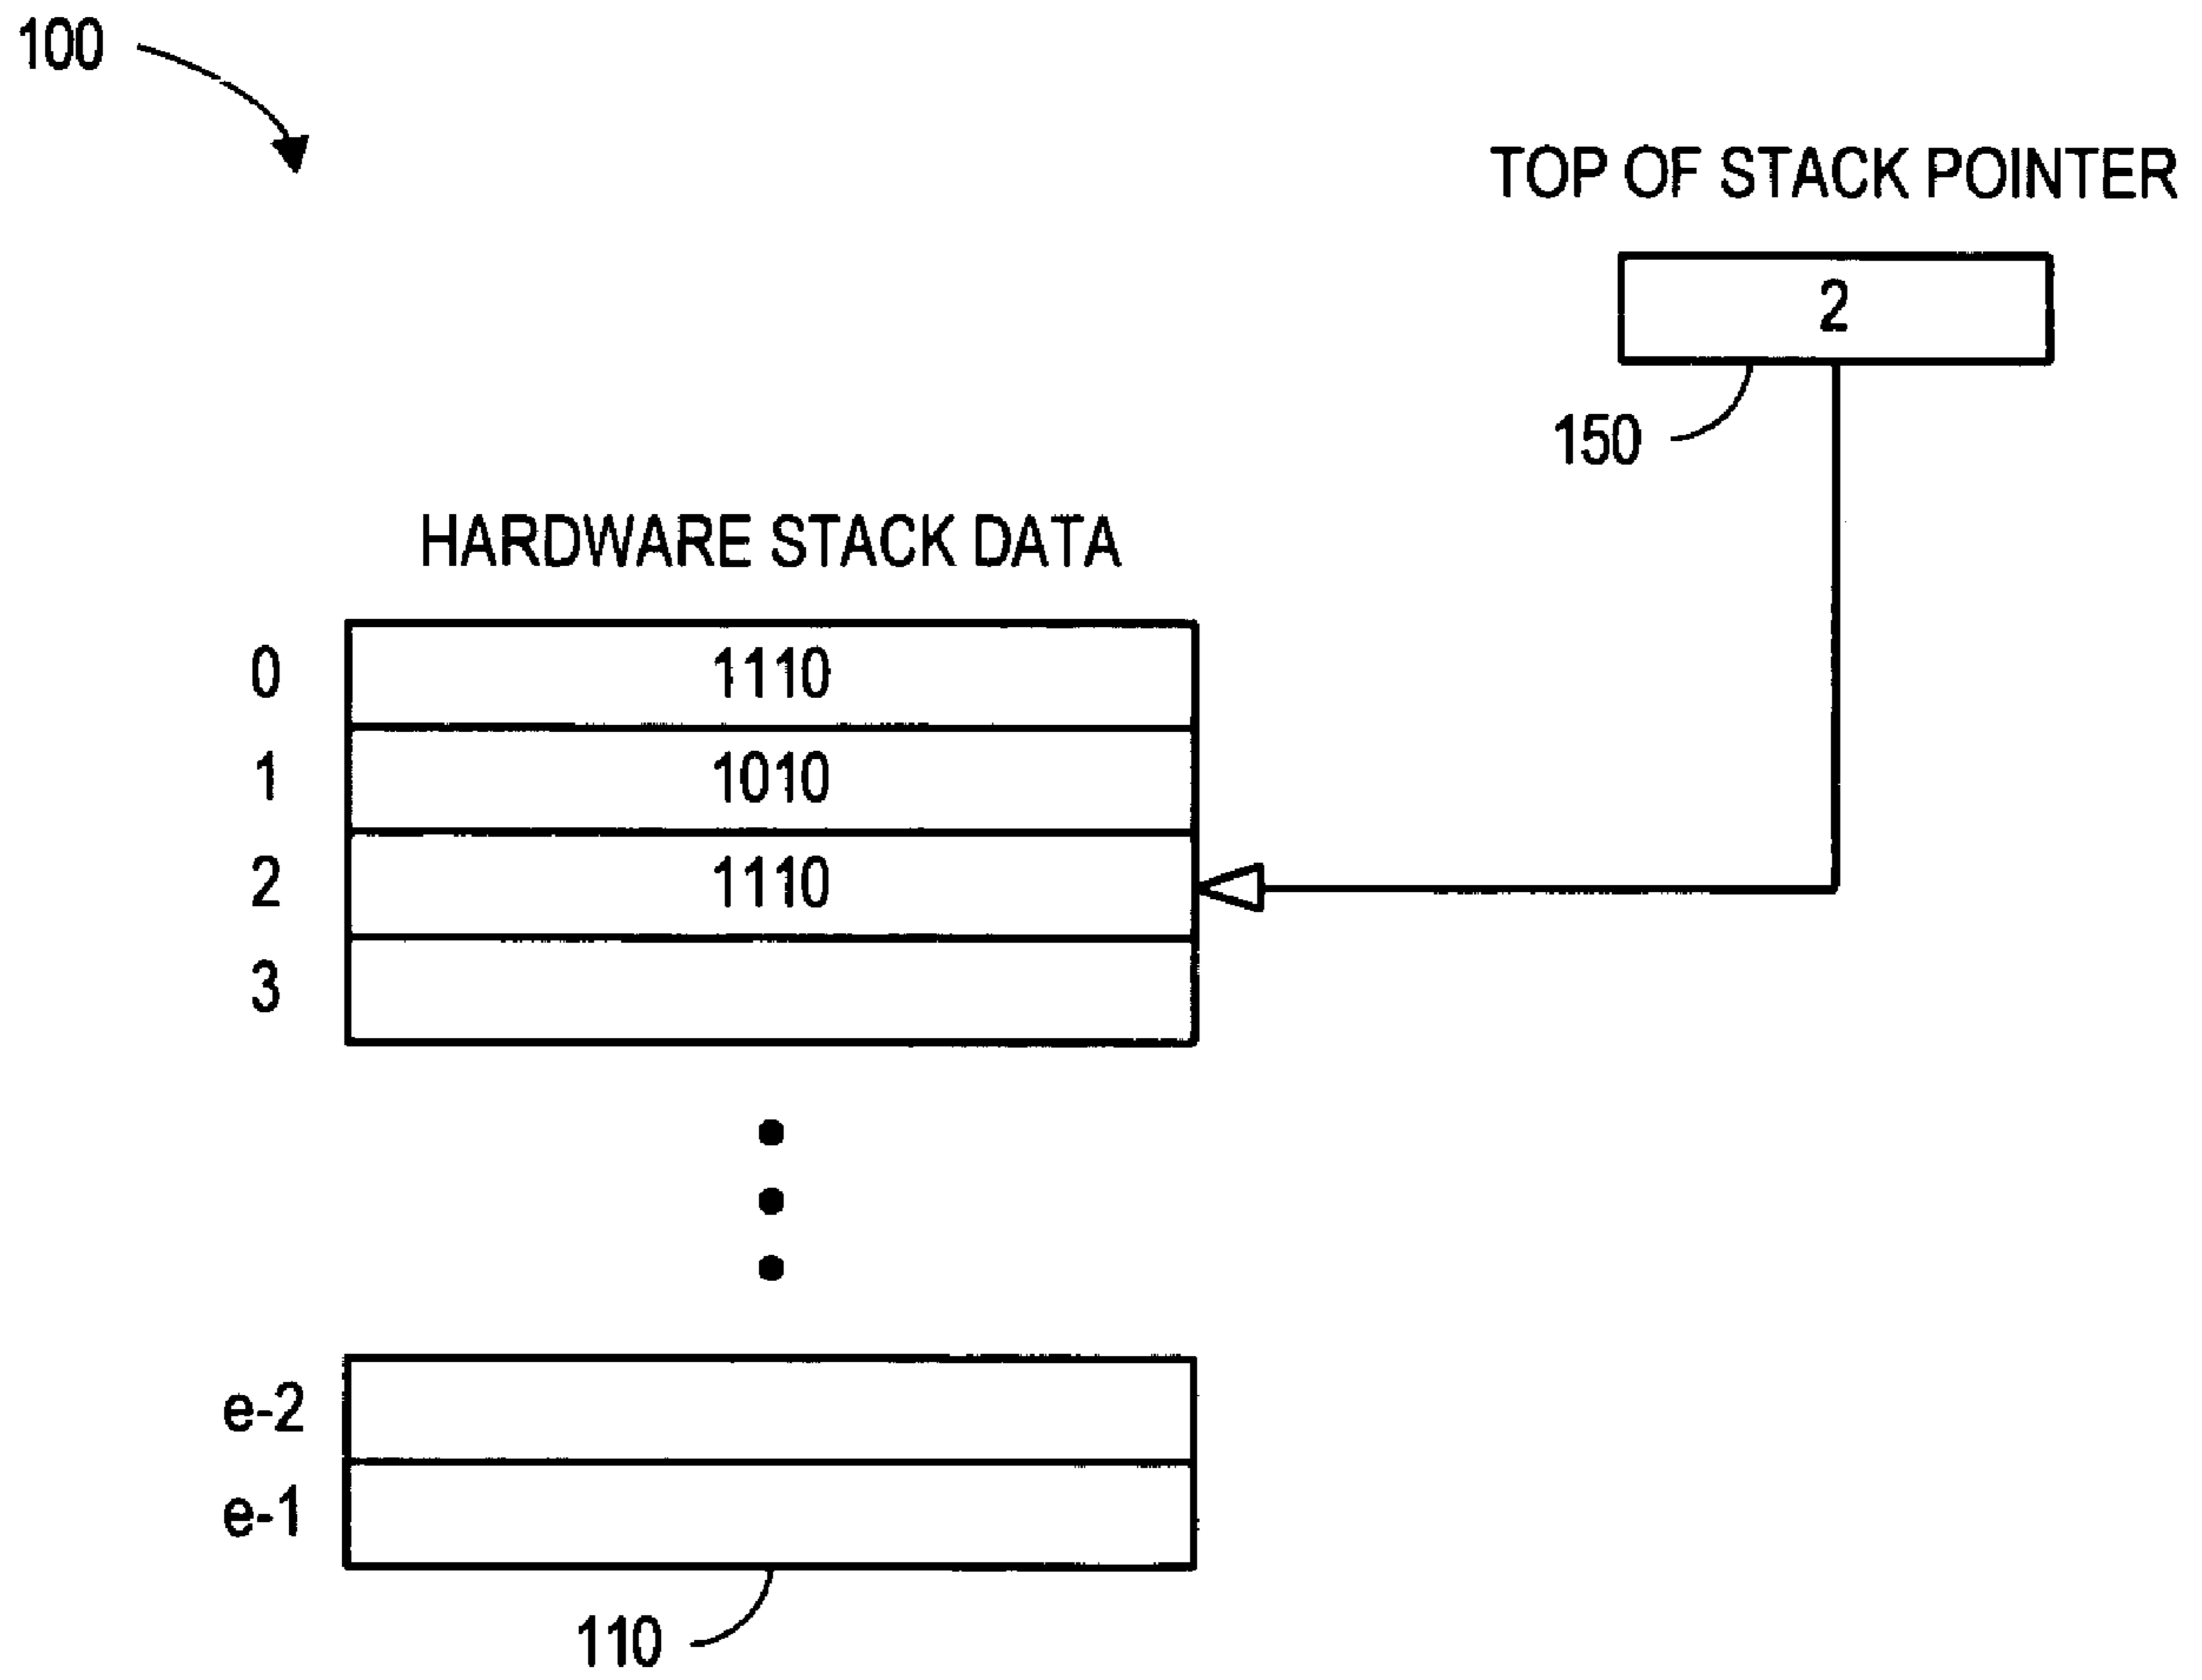 100
TOP OF STACK POINTER
2
150
HARDWARE STACK DATA
0 1110
1 1010
2 1110
3
e-2
e-1
110